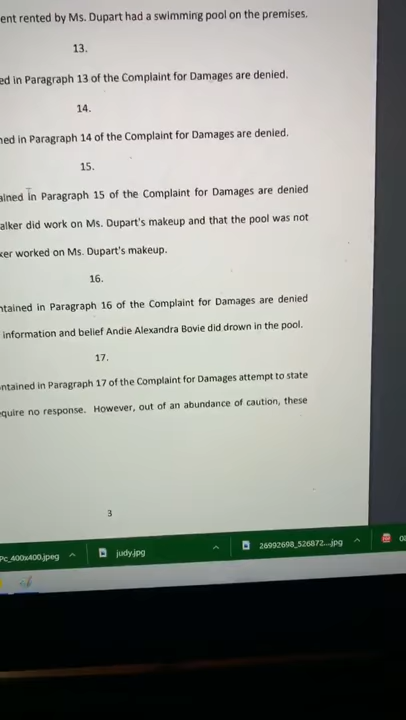 ent rented by Ms. Dupart had a swimming pool on the premises.
13.
ed in Paragraph 13 of the Complaint for Damages are denied.
14.
ned in Paragraph 14 of the Complaint for Damages are denied.
15.
ained in Paragraph 15 of the Complaint for Damages are denied
alker did work on Ms. Dupart's makeup and that the pool was not
ker worked on Ms. Dupart's makeup.
16.
ntained in Paragraph 16 of the Complaint for Damages are denied
information and belief Andie Alexandra Bovie did drown in the pool.
17.
ntained in Paragraph 17 of the Complaint for Damages attempt to state
quire no response. However, out of an abundance of caution, these
3
Pc_400x400.jpeg judy.jpg 26992698_526872....jpg